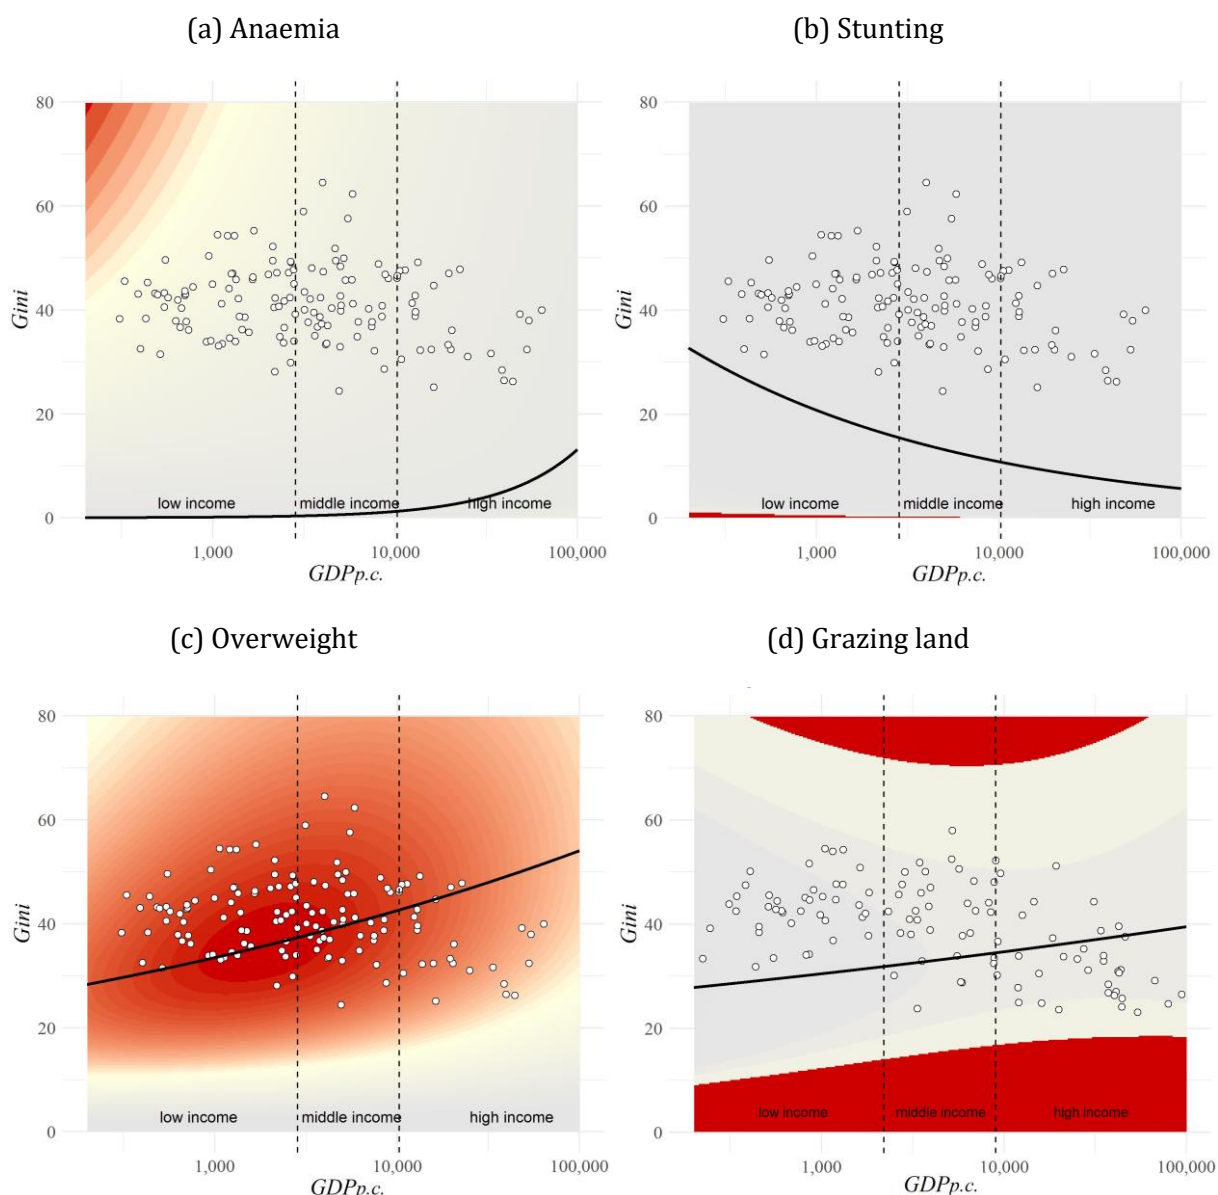 (a) Anaemia
(b) Stunting
80
60
40
20
0
Gini
low income
middle income
high income
1,000
10,000
100,000
GDPp.c.
80
60
40
20
0
Gini
low income
middle income
high income
1,000
10,000
100,000
GDPp.c.
(c) Overweight
(d) Grazing land
80
60
40
20
0
Gini
low income
middle income
high income
1,000
10,000
100,000
GDPp.c.
80
60
40
20
0
Gini
low income
middle income
high income
1,000
10,000
100,000
GDPp.c.